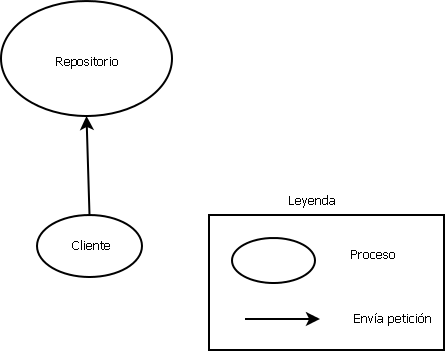 Repositorio
Cliente
Leyenda
Proceso
Envía petición